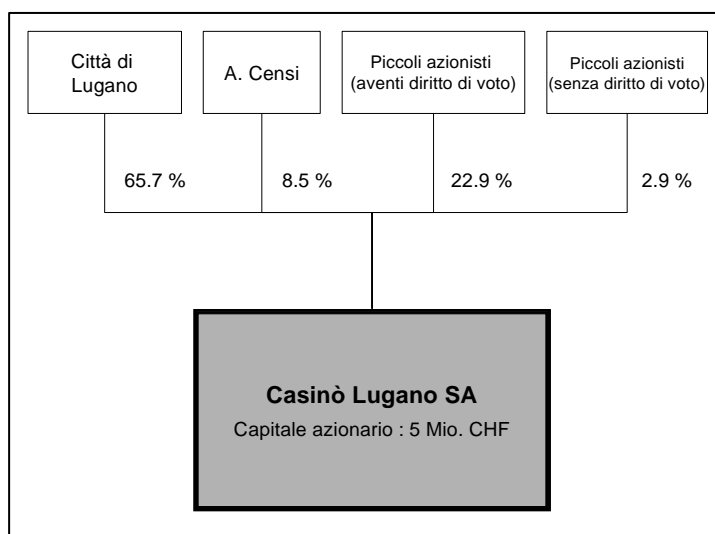 Città di
Lugano
A. Censi
Piccoli azionisti
(aventi diritto di voto)
Piccoli azionisti
(senza diritto di voto)
65.7 %
8.5 %
22.9 %
2.9 %
Casinò Lugano SA
Capitale azionario : 5 Mio. CHF